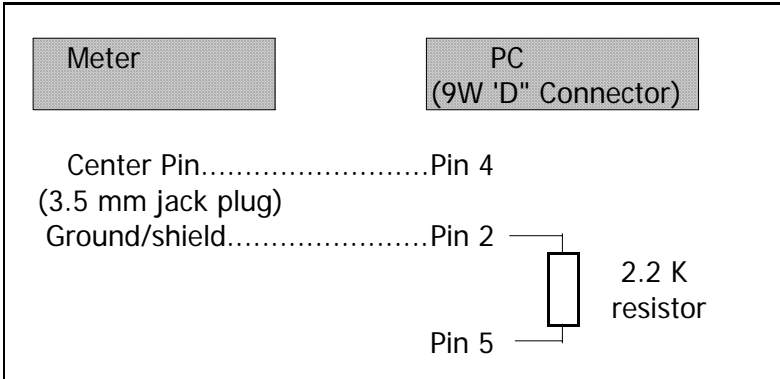 Meter
PC
(9W 'D" Connector)
Center Pin..........................Pin 4
(3.5 mm jack plug)
Ground/shield.......................Pin 2
2.2 K
resistor
Pin 5